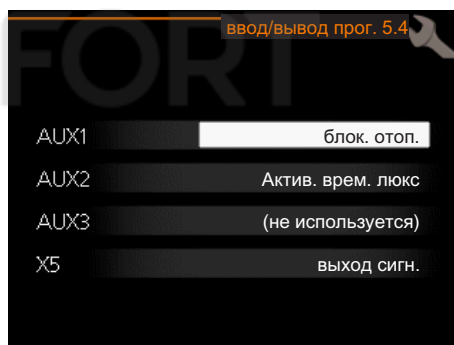 FORT
ввод/вывод прог. 5.4
AUX1 блок. отоп.
AUX2 Актив. врем. люкс
AUX3 (не используется)
X5 выход сигн.